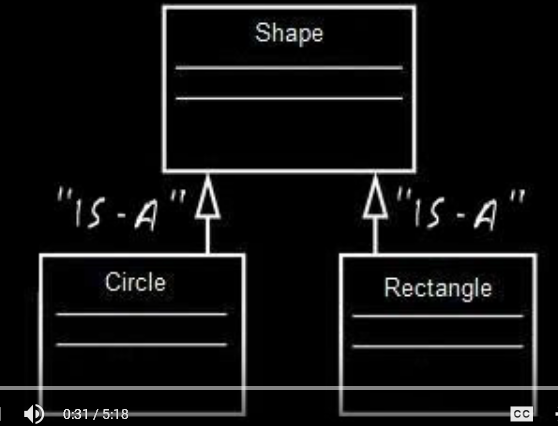 Shape
"IS-A" "IS-A"
Circle
Rectangle
0:31 / 5:18
CC